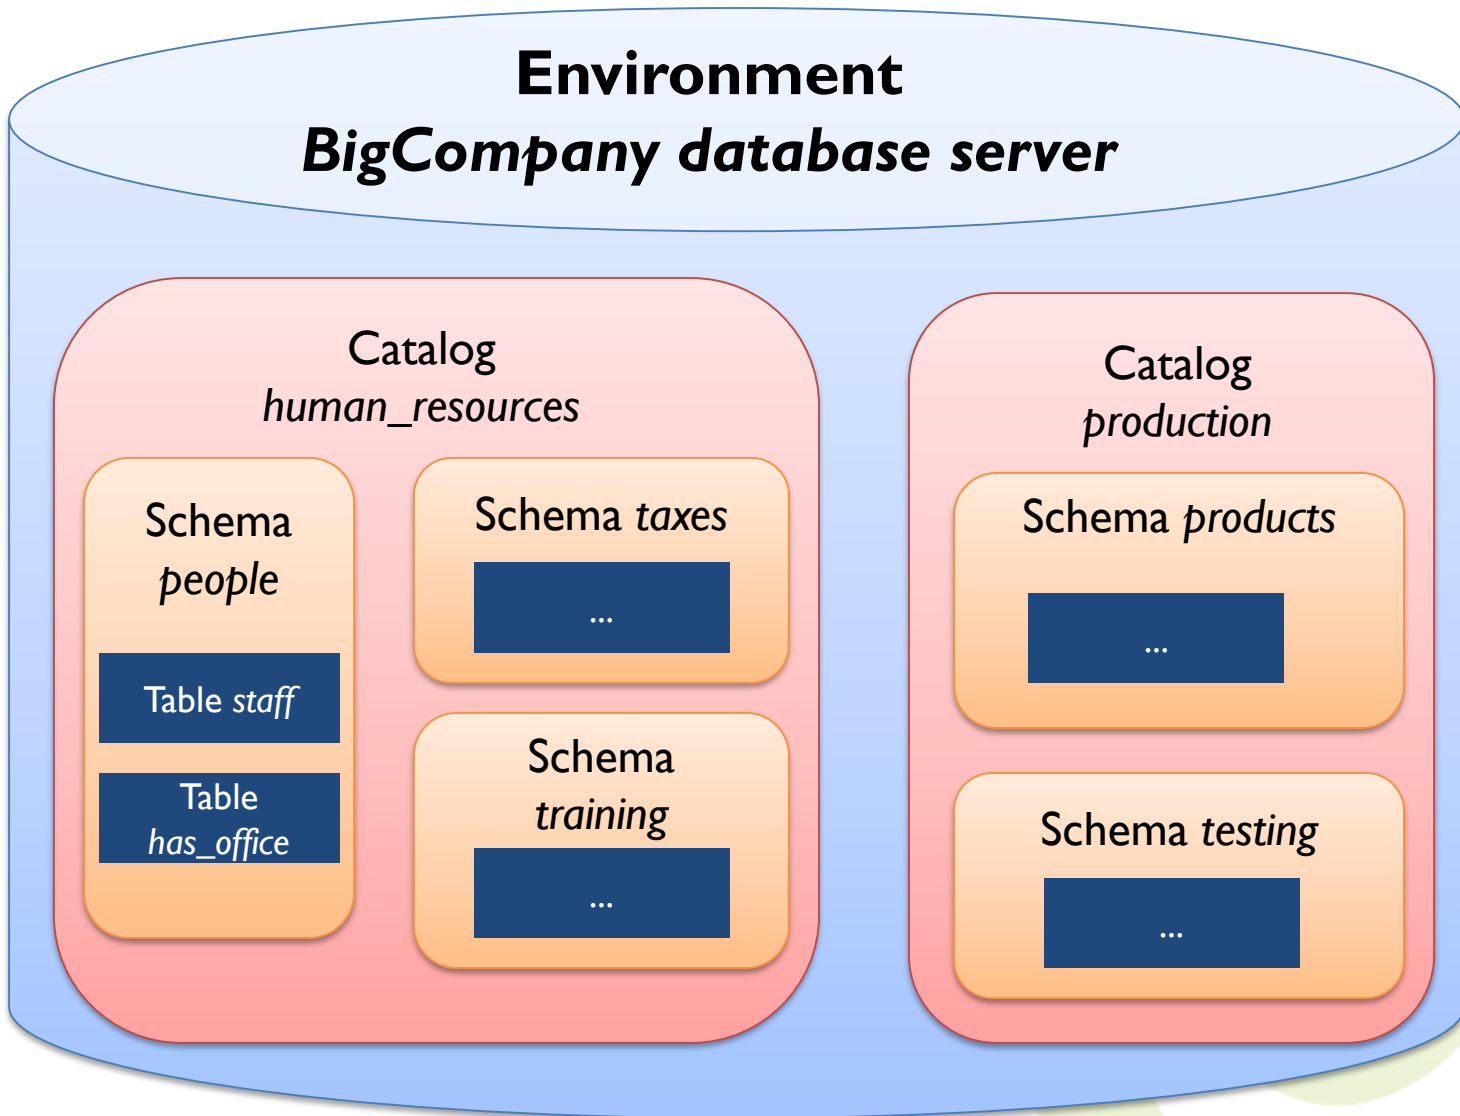 Environment
BigCompany database server
Catalog
human_resources
Schema
people
Table staff
Table
has_office
Schema taxes
...
Schema
training
...
Catalog
production
Schema products
...
Schema testing
...